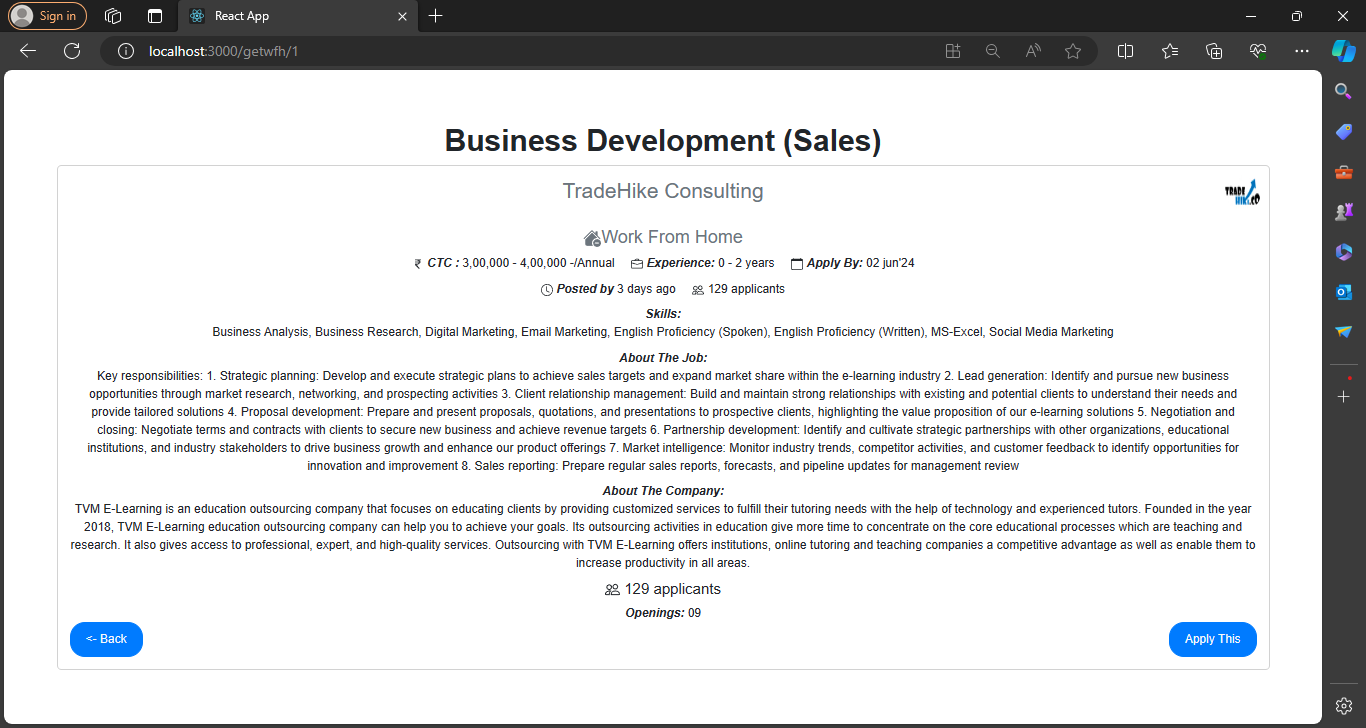 Sign in
React App
localhost:3000/getwfh/1
Business Development (Sales)
TradeHike Consulting
TRADE
HIKE.CO
Work From Home
₹ CTC : 3,00,000 - 4,00,000 -/Annual Experience: 0 - 2 years Apply By: 02 jun'24
Posted by 3 days ago 129 applicants
Skills:
Business Analysis, Business Research, Digital Marketing, Email Marketing, English Proficiency (Spoken), English Proficiency (Written), MS-Excel, Social Media Marketing
About The Job:
Key responsibilities: 1. Strategic planning: Develop and execute strategic plans to achieve sales targets and expand market share within the e-learning industry 2. Lead generation: Identify and pursue new business
opportunities through market research, networking, and prospecting activities 3. Client relationship management: Build and maintain strong relationships with existing and potential clients to understand their needs and
provide tailored solutions 4. Proposal development: Prepare and present proposals, quotations, and presentations to prospective clients, highlighting the value proposition of our e-learning solutions 5. Negotiation and
closing: Negotiate terms and contracts with clients to secure new business and achieve revenue targets 6. Partnership development: Identify and cultivate strategic partnerships with other organizations, educational
institutions, and industry stakeholders to drive business growth and enhance our product offerings 7. Market intelligence: Monitor industry trends, competitor activities, and customer feedback to identify opportunities for
innovation and improvement 8. Sales reporting: Prepare regular sales reports, forecasts, and pipeline updates for management review
About The Company:
TVM E-Learning is an education outsourcing company that focuses on educating clients by providing customized services to fulfill their tutoring needs with the help of technology and experienced tutors. Founded in the year
2018, TVM E-Learning education outsourcing company can help you to achieve your goals. Its outsourcing activities in education give more time to concentrate on the core educational processes which are teaching and
research. It also gives access to professional, expert, and high-quality services. Outsourcing with TVM E-Learning offers institutions, online tutoring and teaching companies a competitive advantage as well as enable them to
increase productivity in all areas.
129 applicants
Openings: 09
<- Back
Apply This